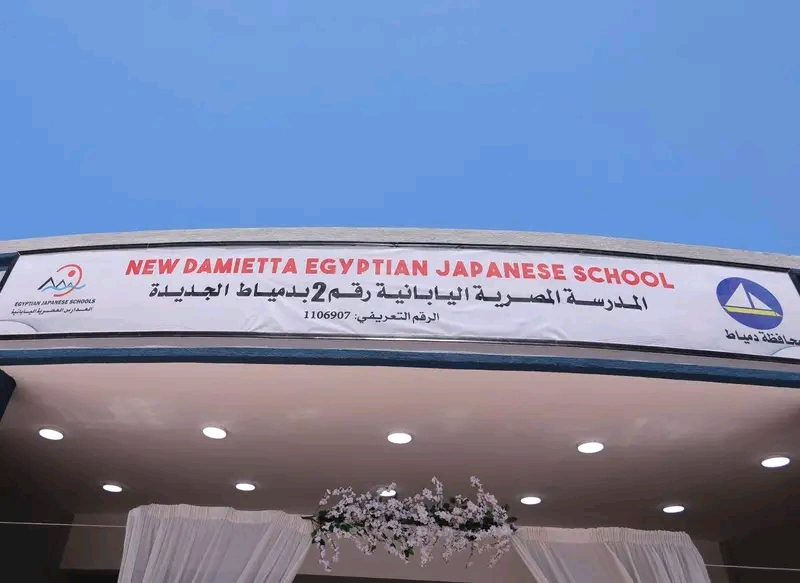 NEW DAMIETTA EGYPTIAN JAPANESE SCHOOL
المدرسة المصرية اليابانية رقم 2 بدمياط الجديدة
الرقم التعريفي: 1106907
EGYPTIAN JAPANESE SCHOOLS
المدارس المصرية اليابانية
محافظة دمياط